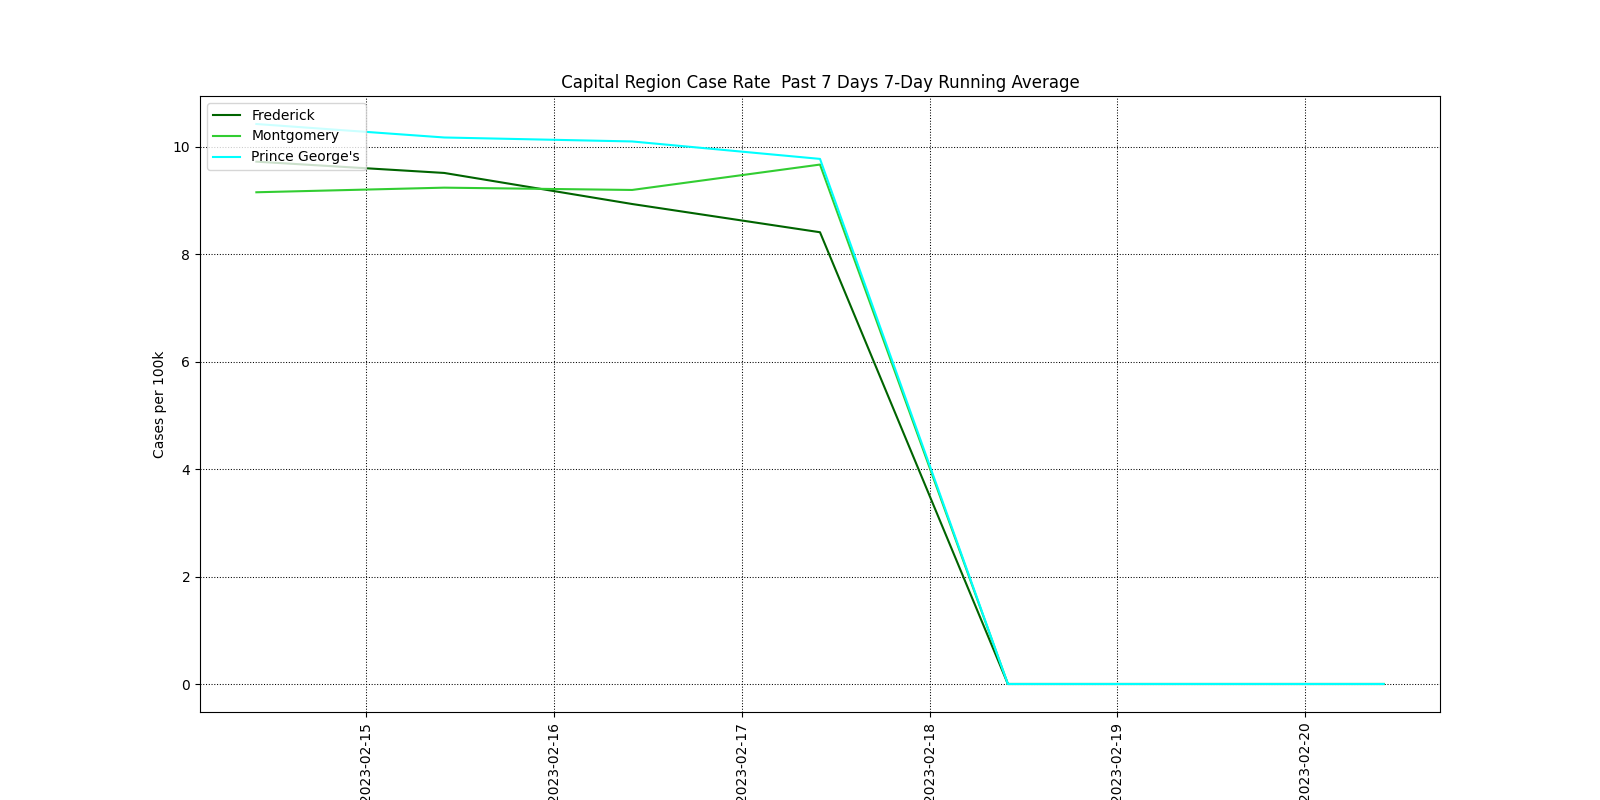 Capital Region Case Rate  Past 7 Days 7-Day Running Average
Frederick
Montgomery
Prince George's
Cases per 100k
10
8
6
4
2
0
2023-02-15
2023-02-16
2023-02-17
2023-02-18
2023-02-19
2023-02-20